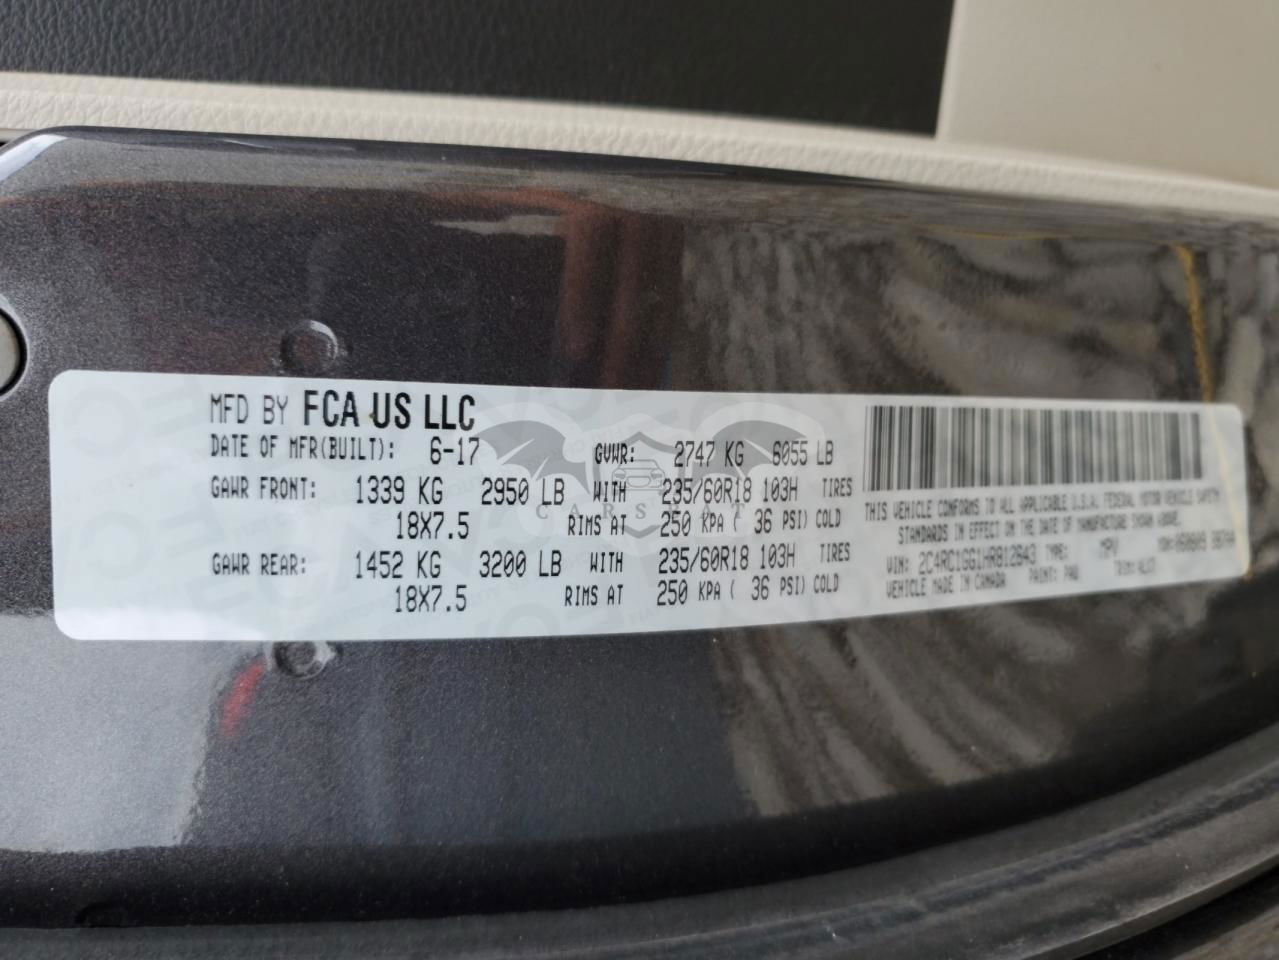 MFD BY FCA US LLC
DATE OF MFR(BUILT): 6-17 GVWR: 2747 KG 6055 LB
GAWR FRONT: 1339 KG 2950 LB WITH 235/60R18 103H TIRES
18X7.5 RIMS AT 250 KPA ( 36 PSI) COLD
GAWR REAR: 1452 KG 3200 LB WITH 235/60R18 103H TIRES
18X7.5 RIMS AT 250 KPA ( 36 PSI) COLD
THIS VEHICLE CONFORMS TO ALL APPLICABLE U.S.A. FEDERAL MOTOR VEHICLE SAFETY
STANDARDS IN EFFECT ON THE DATE OF MANUFACTURE SHOWN ABOVE.
VIN: 2C4RC1GG1HR812643 TYPE: MPV
VEHICLE MADE IN CANADA PAINT: PAU TRIM:
CARSBAT